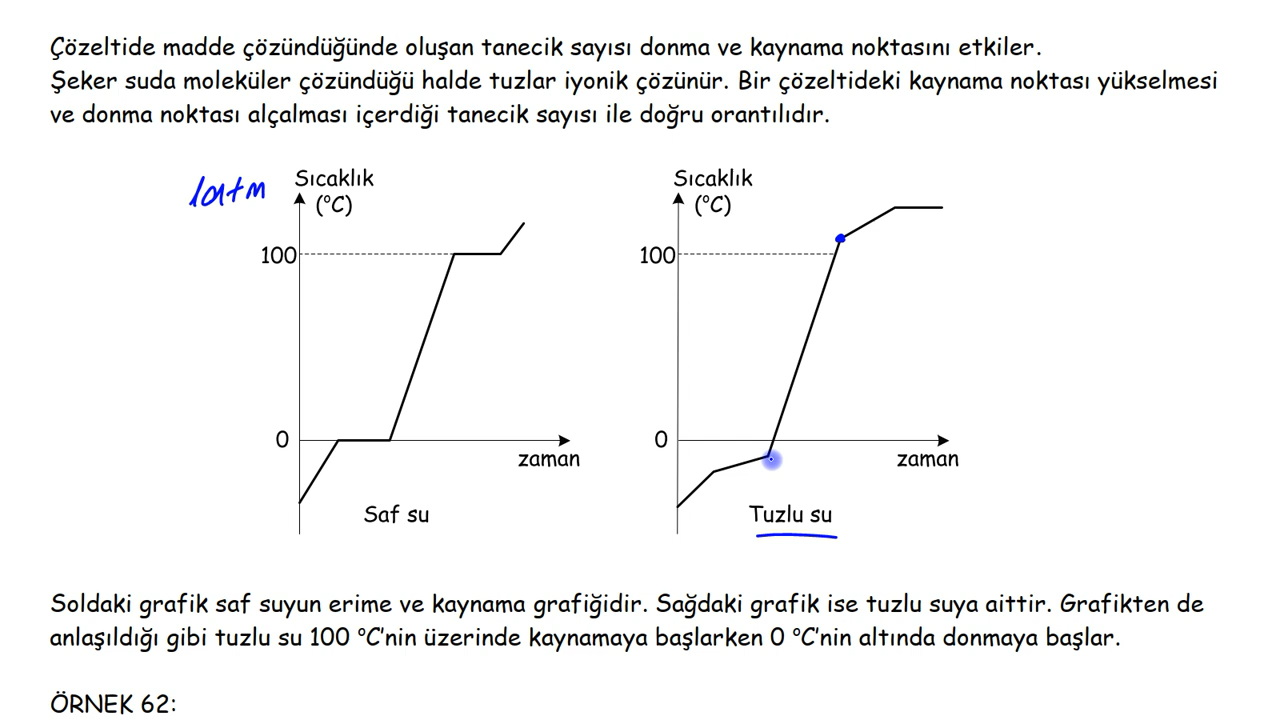 Çözeltide madde çözündüğünde oluşan tanecik sayısı donma ve kaynama noktasını etkiler.
Şeker suda moleküler çözündüğü halde tuzlar iyonik çözünür. Bir çözeltideki kaynama noktası yükselmesi
ve donma noktası alçalması içerdiği tanecik sayısı ile doğru orantılıdır.
1atm
Sıcaklık
(°C)
100
0
zaman
Saf su
Sıcaklık
(°C)
100
0
zaman
Tuzlu su
Soldaki grafik saf suyun erime ve kaynama grafiğidir. Sağdaki grafik ise tuzlu suya aittir. Grafikten de
anlaşıldığı gibi tuzlu su 100 °C'nin üzerinde kaynamaya başlarken 0 °C'nin altında donmaya başlar.
ÖRNEK 62: